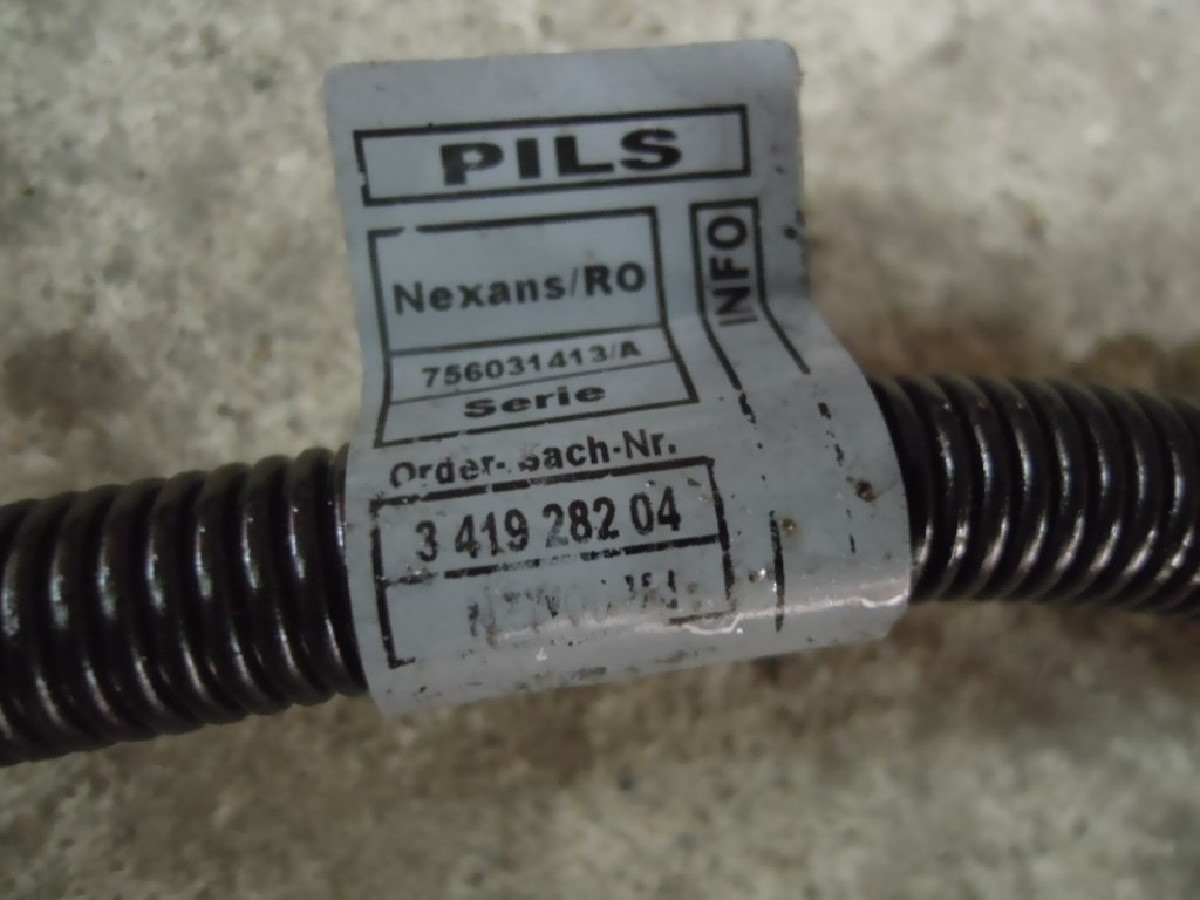 PILS
Nexans/RO
INFO
756031413/A
Serie
Order- Sach-Nr.
3 419 282 04